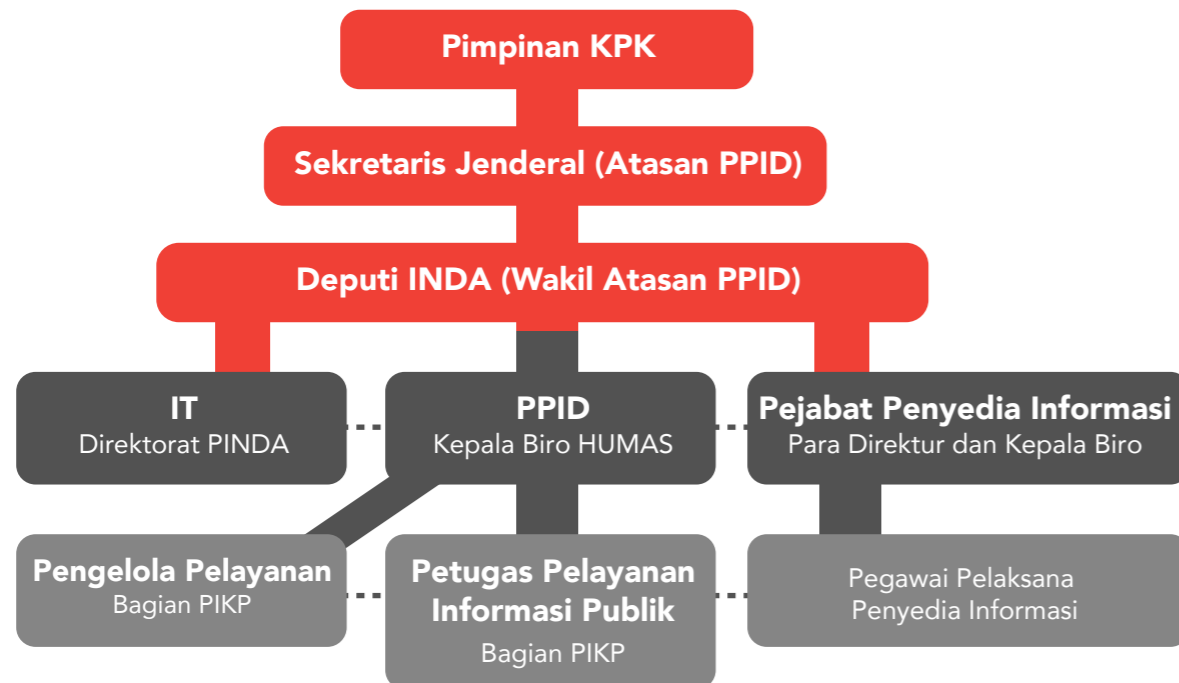 Pimpinan KPK
Sekretaris Jenderal (Atasan PPID)
Deputi INDA (Wakil Atasan PPID)
IT
Direktorat PINDA
PPID
Kepala Biro HUMAS
Pejabat Penyedia Informasi
Para Direktur dan Kepala Biro
Pengelola Pelayanan
Bagian PIKP
Petugas Pelayanan
Informasi Publik
Bagian PIKP
Pegawai Pelaksana
Penyedia Informasi